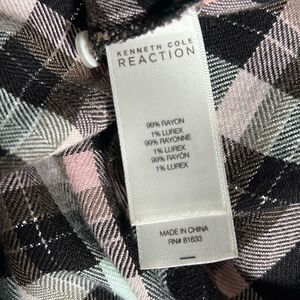 KENNETH COLE
REACTION
99% RAYON
1% LUREX
99% RAYONNE
1% LUREX
99% RAYON
1% LUREX
MADE IN CHINA
RN# 81633